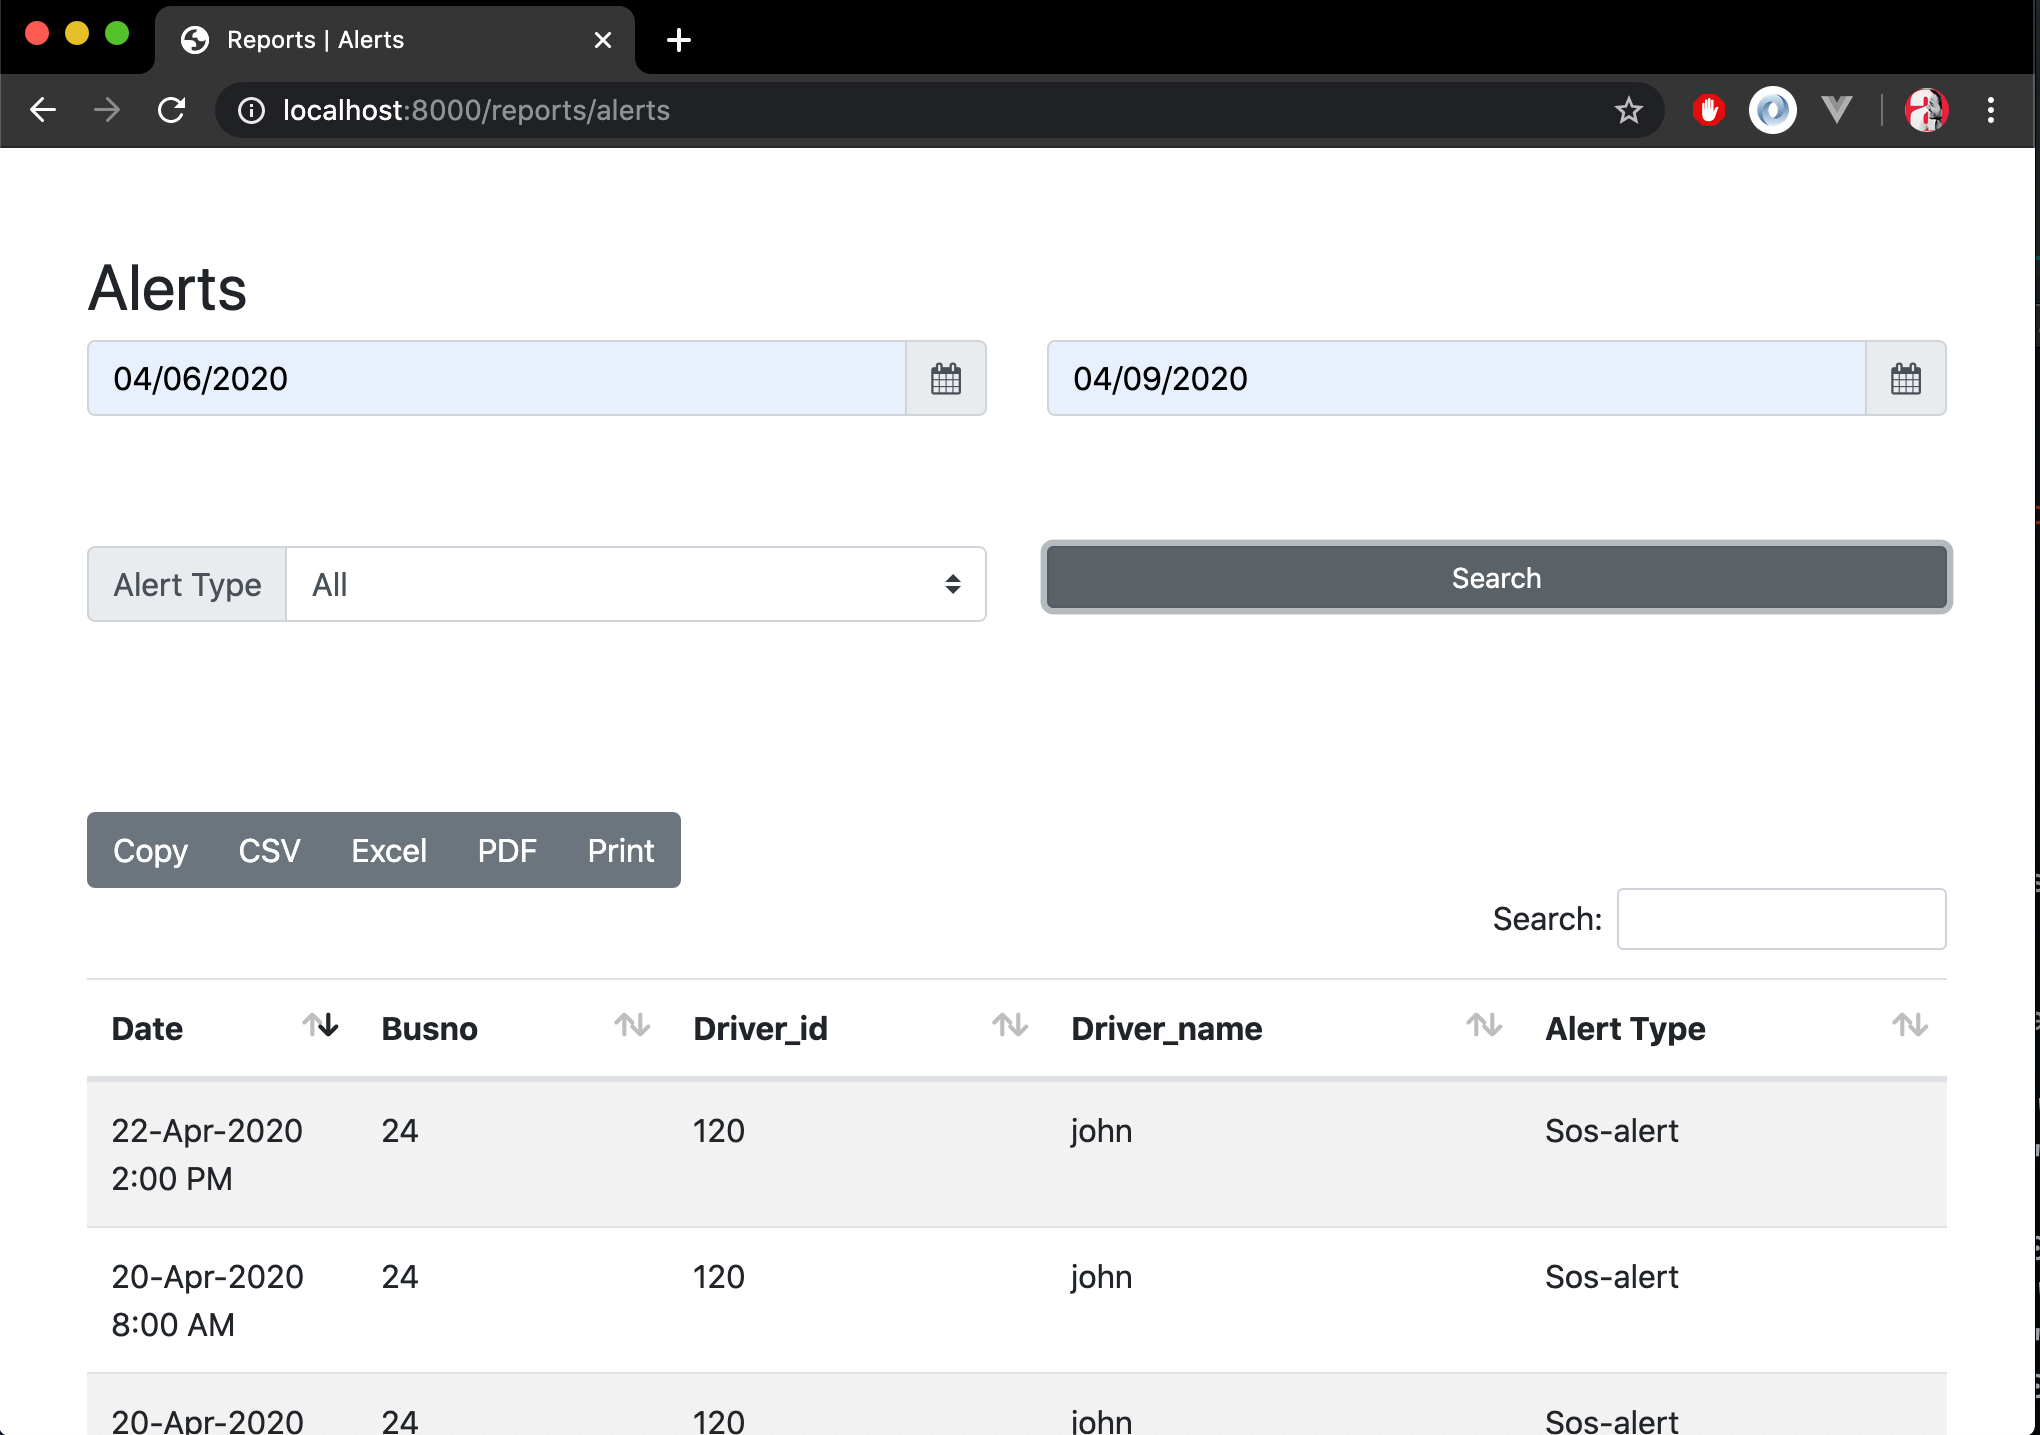 Reports | Alerts
localhost:8000/reports/alerts
Alerts
04/06/2020
04/09/2020
Alert Type All
Search
Copy CSV Excel PDF Print
Search:
Date Busno Driver_id Driver_name Alert Type
22-Apr-2020 24 120 john Sos-alert
2:00 PM
20-Apr-2020 24 120 john Sos-alert
8:00 AM
20-Apr-2020 24 120 john Sos-alert